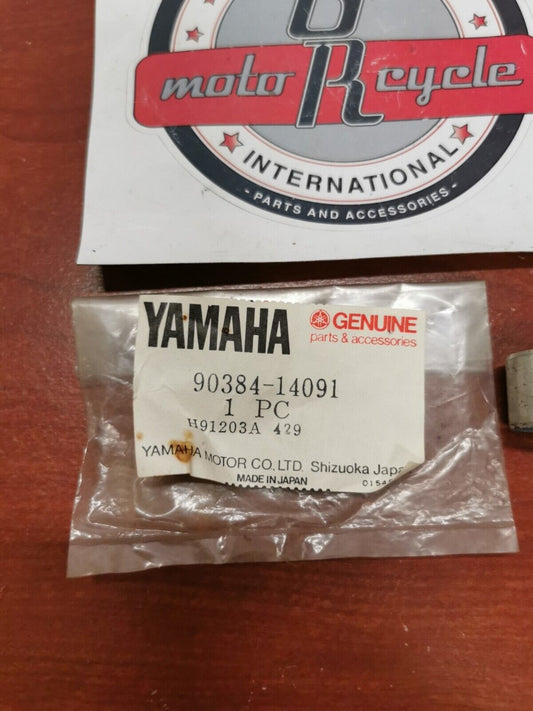 moto R cycle
INTERNATIONAL
- PARTS AND ACCESSORIES -
YAMAHA
GENUINE
parts & accessories
90384-14091
1 PC
H91203A 429
YAMAHA MOTOR CO., LTD. Shizuoka Japa
MADE IN JAPAN